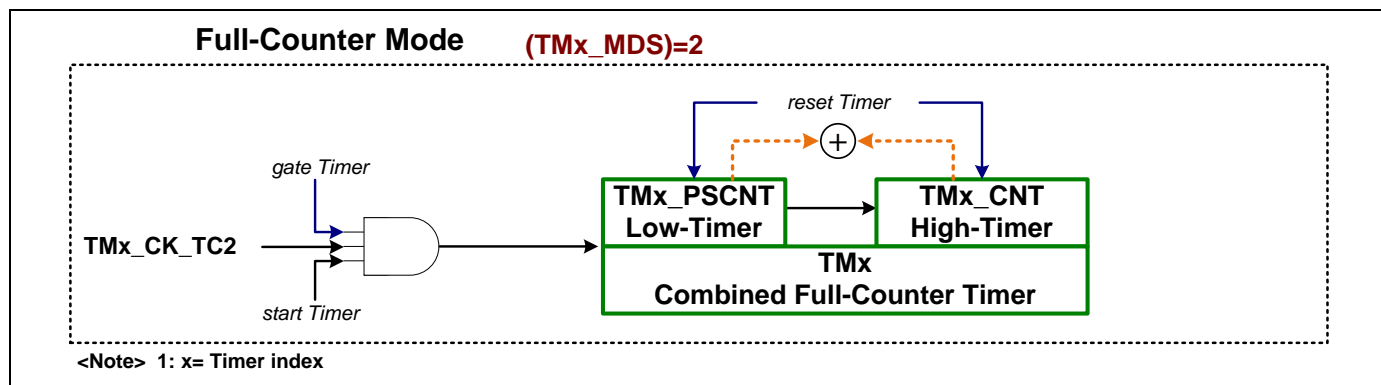 Full-Counter Mode (TMx_MDS)=2
reset Timer
gate Timer
TMx_CK_TC2
start Timer
TMx_PSCNT
Low-Timer
TMx_CNT
High-Timer
TMx
Combined Full-Counter Timer
<Note> 1: x= Timer index